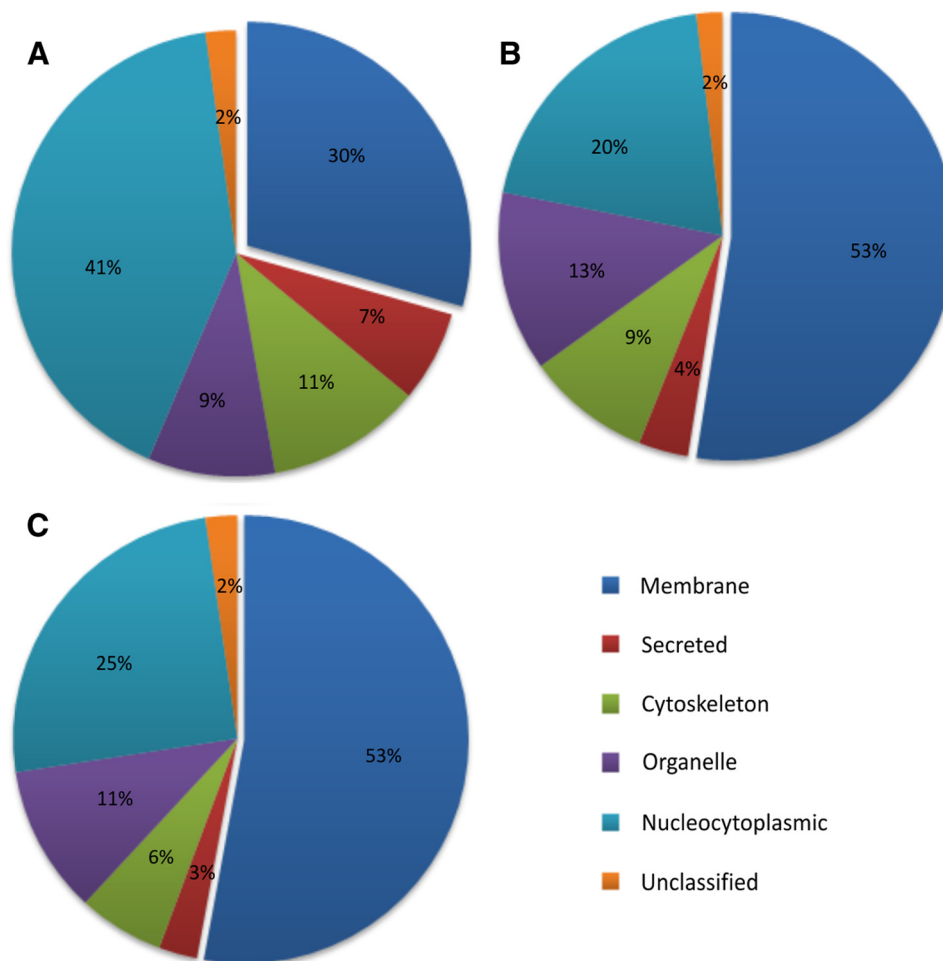 A
2%
30%
41%
7%
11%
9%
B
2%
20%
53%
13%
9%
4%
C
2%
25%
53%
11%
6%
3%
Membrane
Secreted
Cytoskeleton
Organelle
Nucleocytoplasmic
Unclassified